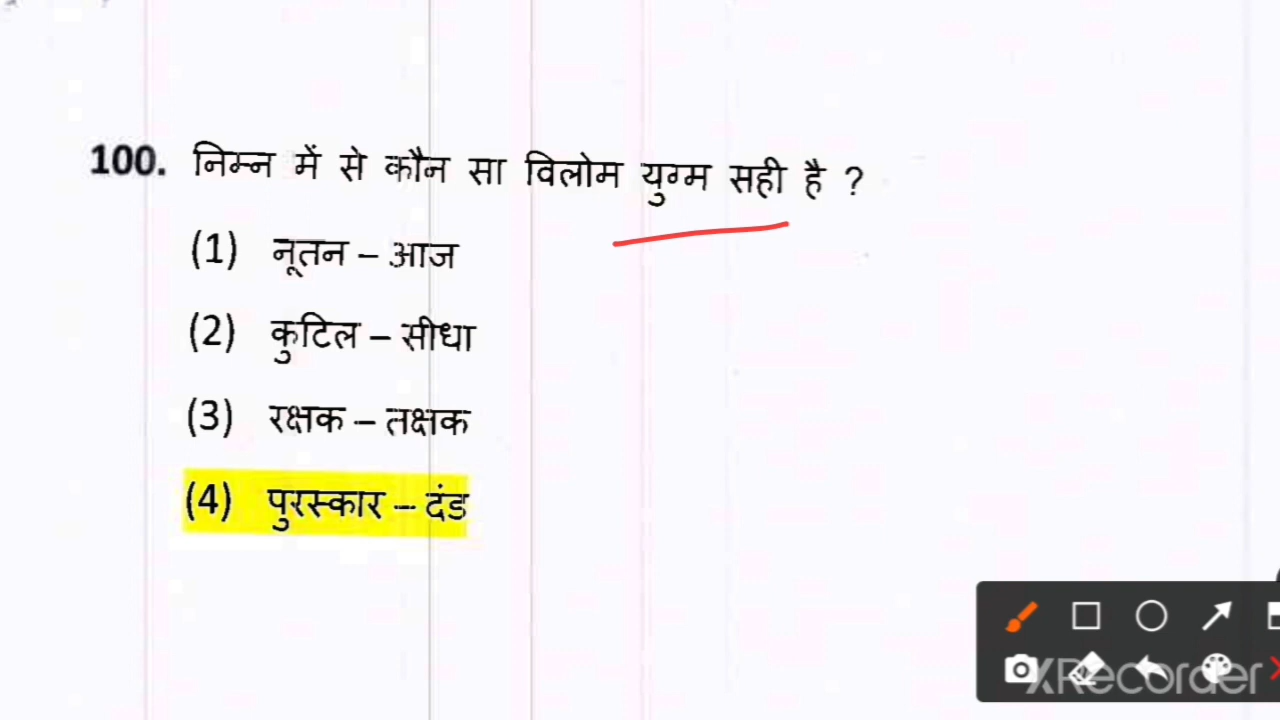 100. निम्न में से कौन सा विलोम युग्म सही है ?
(1) नूतन – आज
(2) कुटिल – सीधा
(3) रक्षक – तक्षक
(4) पुरस्कार – दंड
XRecorder